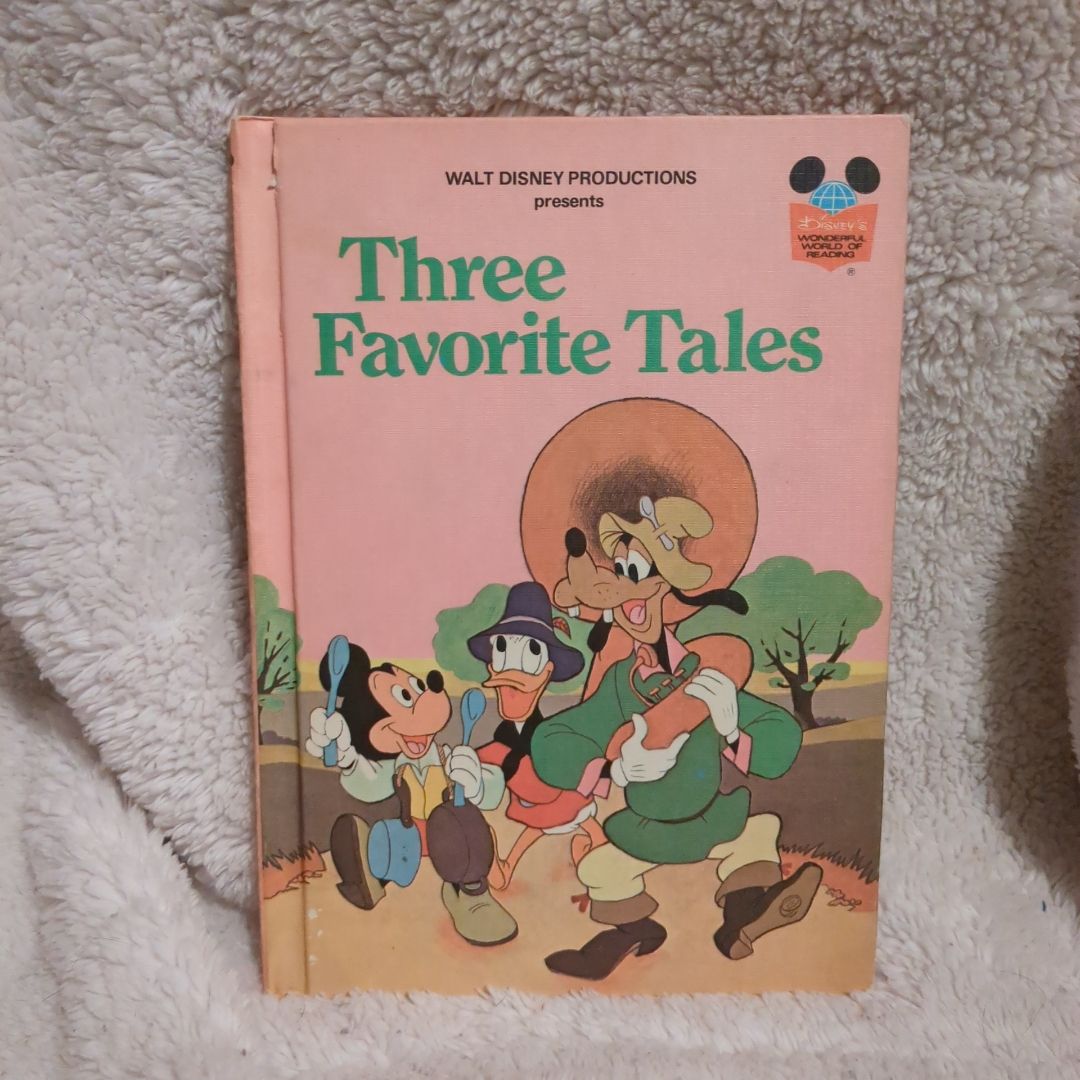 WALT DISNEY PRODUCTIONS
presents
Three
Favorite Tales
DISNEY'S
WONDERFUL
WORLD OF
READING
®